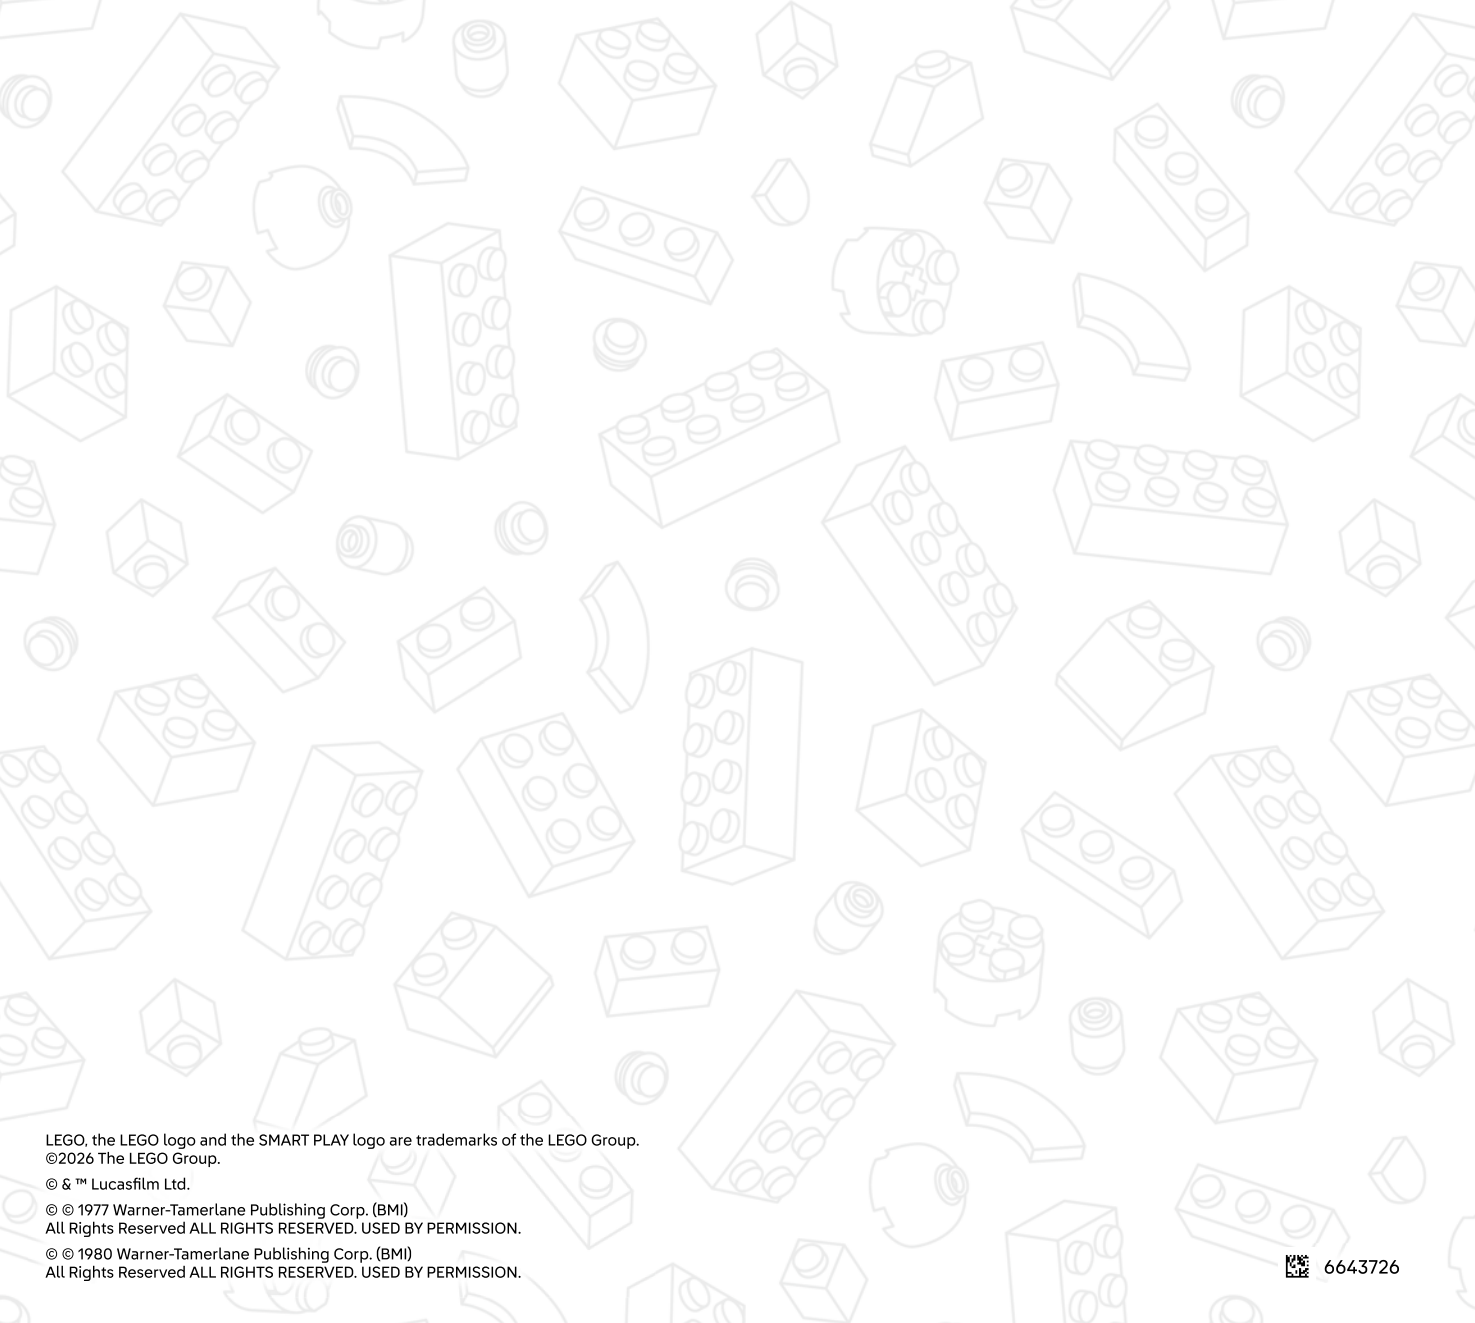 LEGO, the LEGO logo and the SMART PLAY logo are trademarks of the LEGO Group.
©2026 The LEGO Group.
© & ™ Lucasfilm Ltd.
© © 1977 Warner-Tamerlane Publishing Corp. (BMI)
All Rights Reserved ALL RIGHTS RESERVED. USED BY PERMISSION.
© © 1980 Warner-Tamerlane Publishing Corp. (BMI)
All Rights Reserved ALL RIGHTS RESERVED. USED BY PERMISSION.
6643726